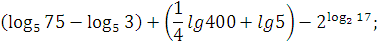 (log₅ 75 − log₅ 3) + (¼ lg400 + lg5) − 2^{log₂ 17};